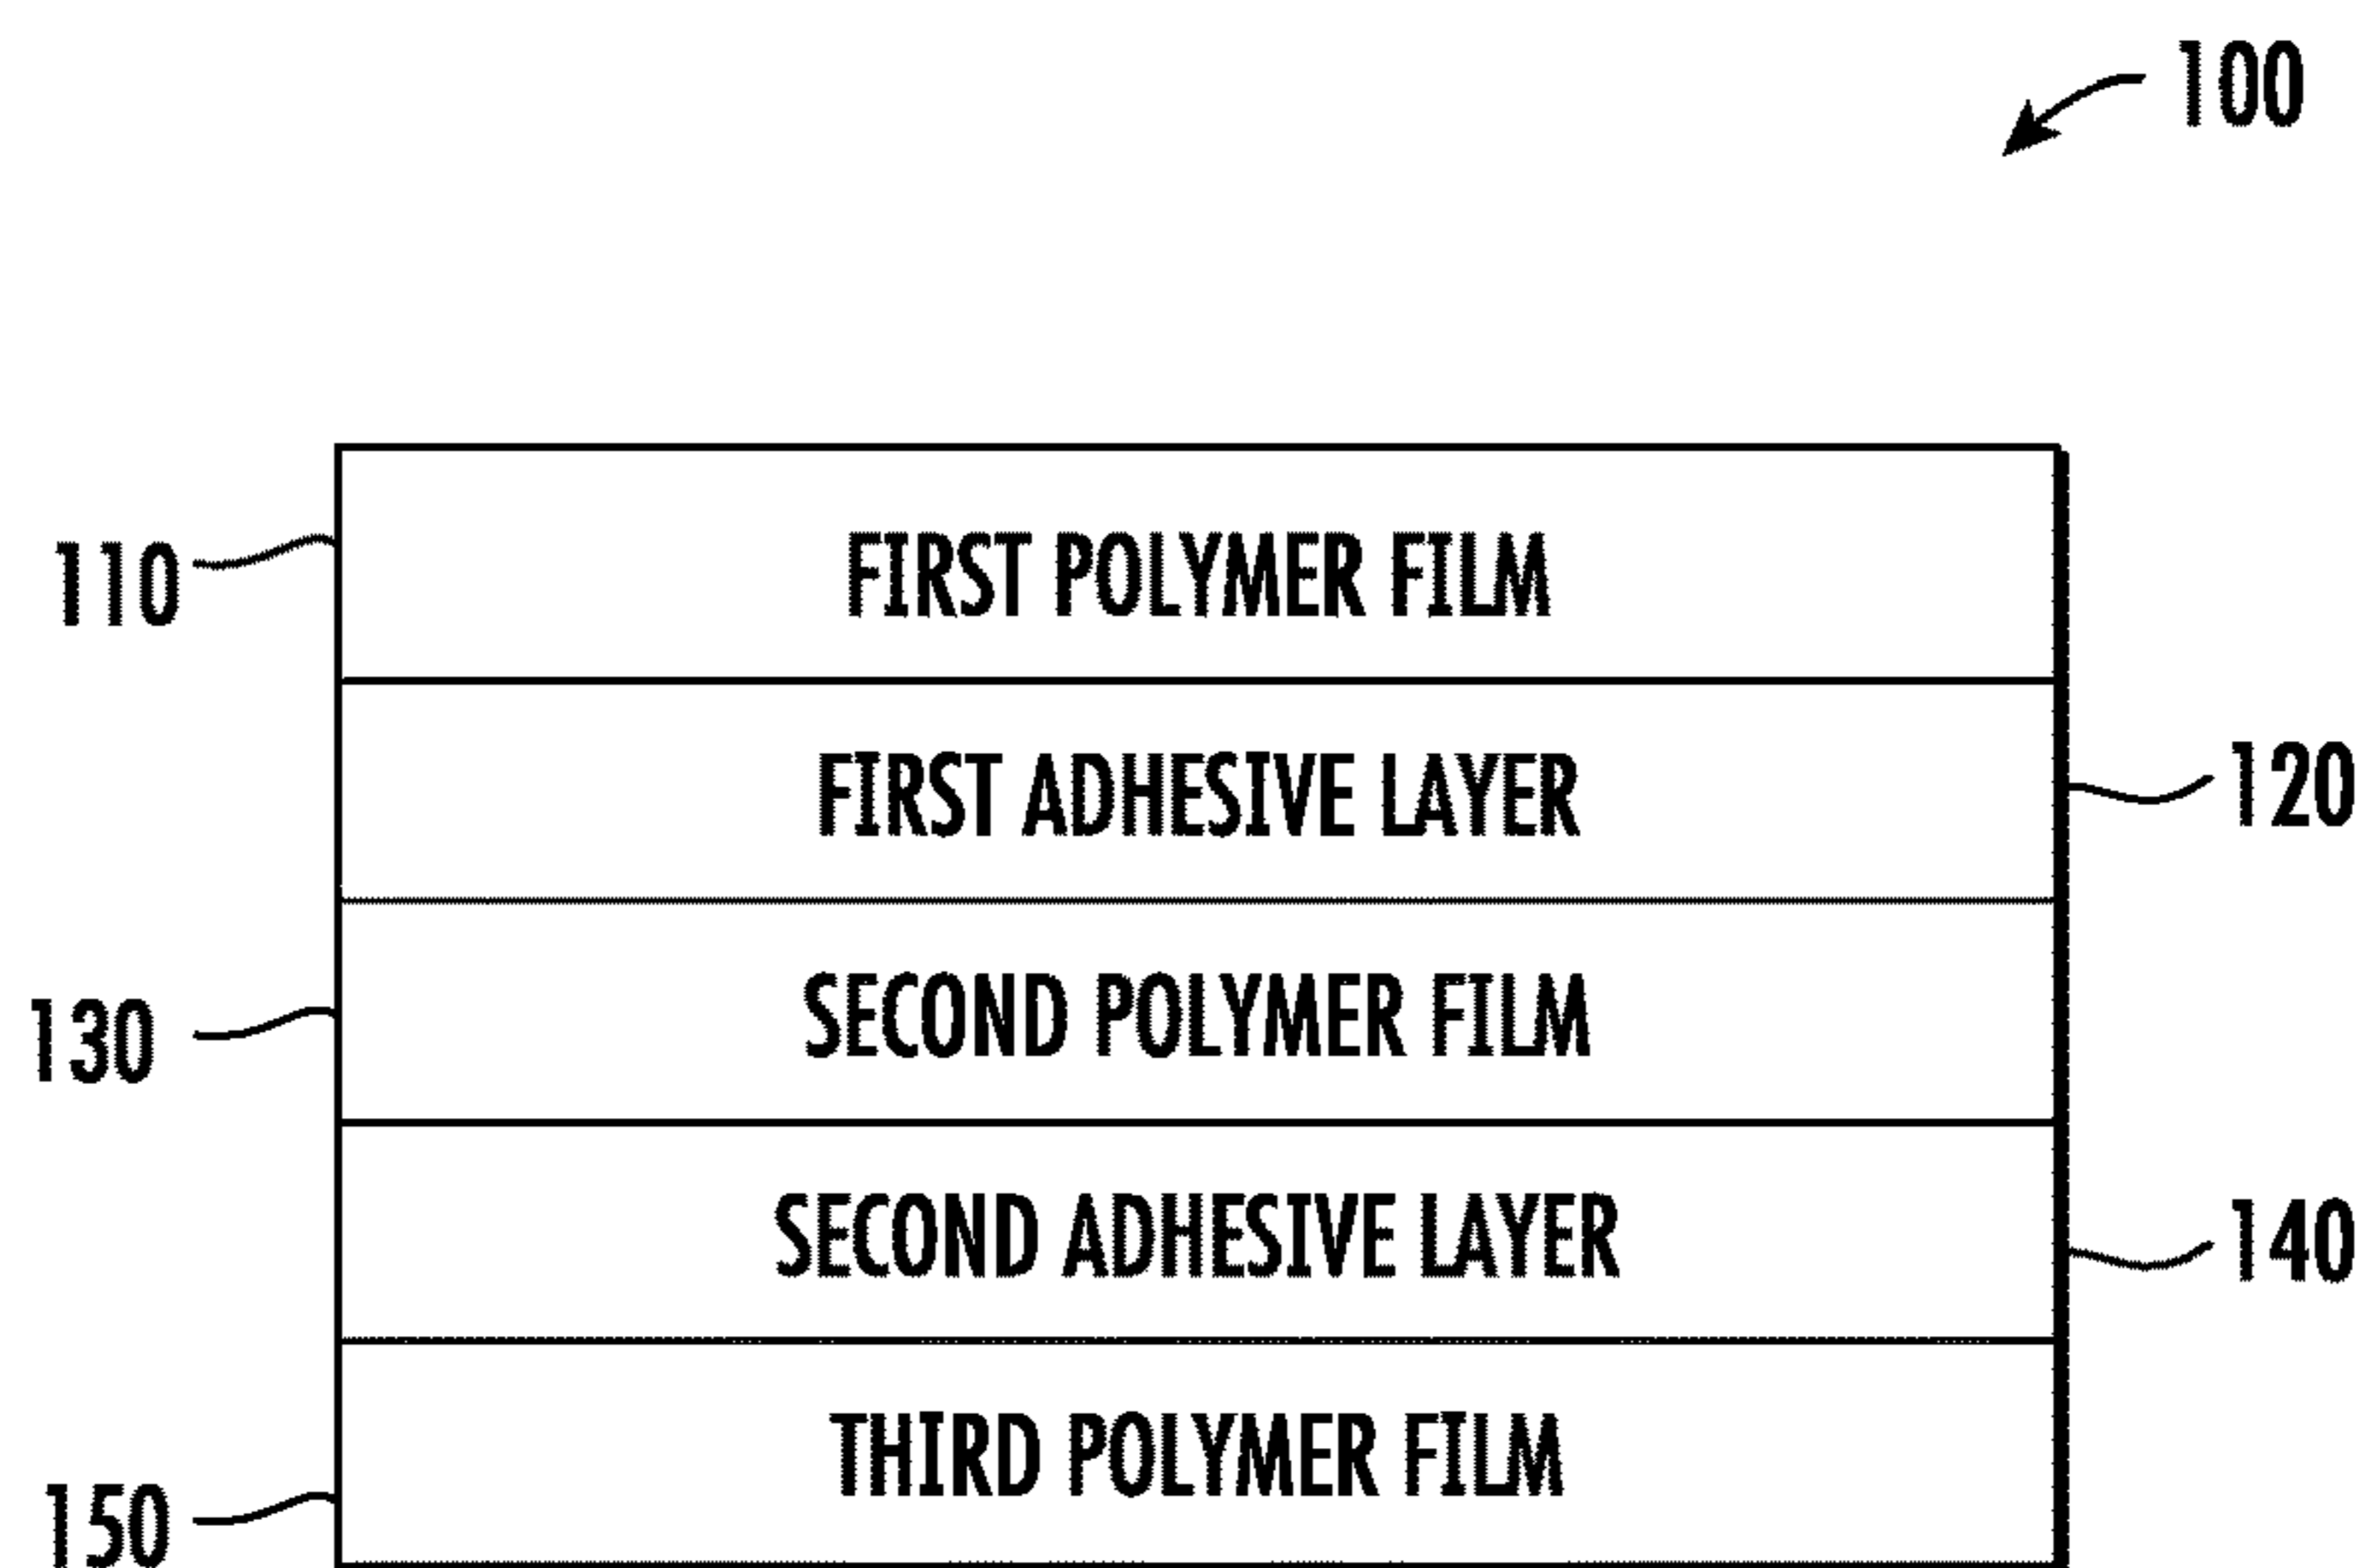 100
FIRST POLYMER FILM
110
FIRST ADHESIVE LAYER
120
SECOND POLYMER FILM
130
SECOND ADHESIVE LAYER
140
THIRD POLYMER FILM
150